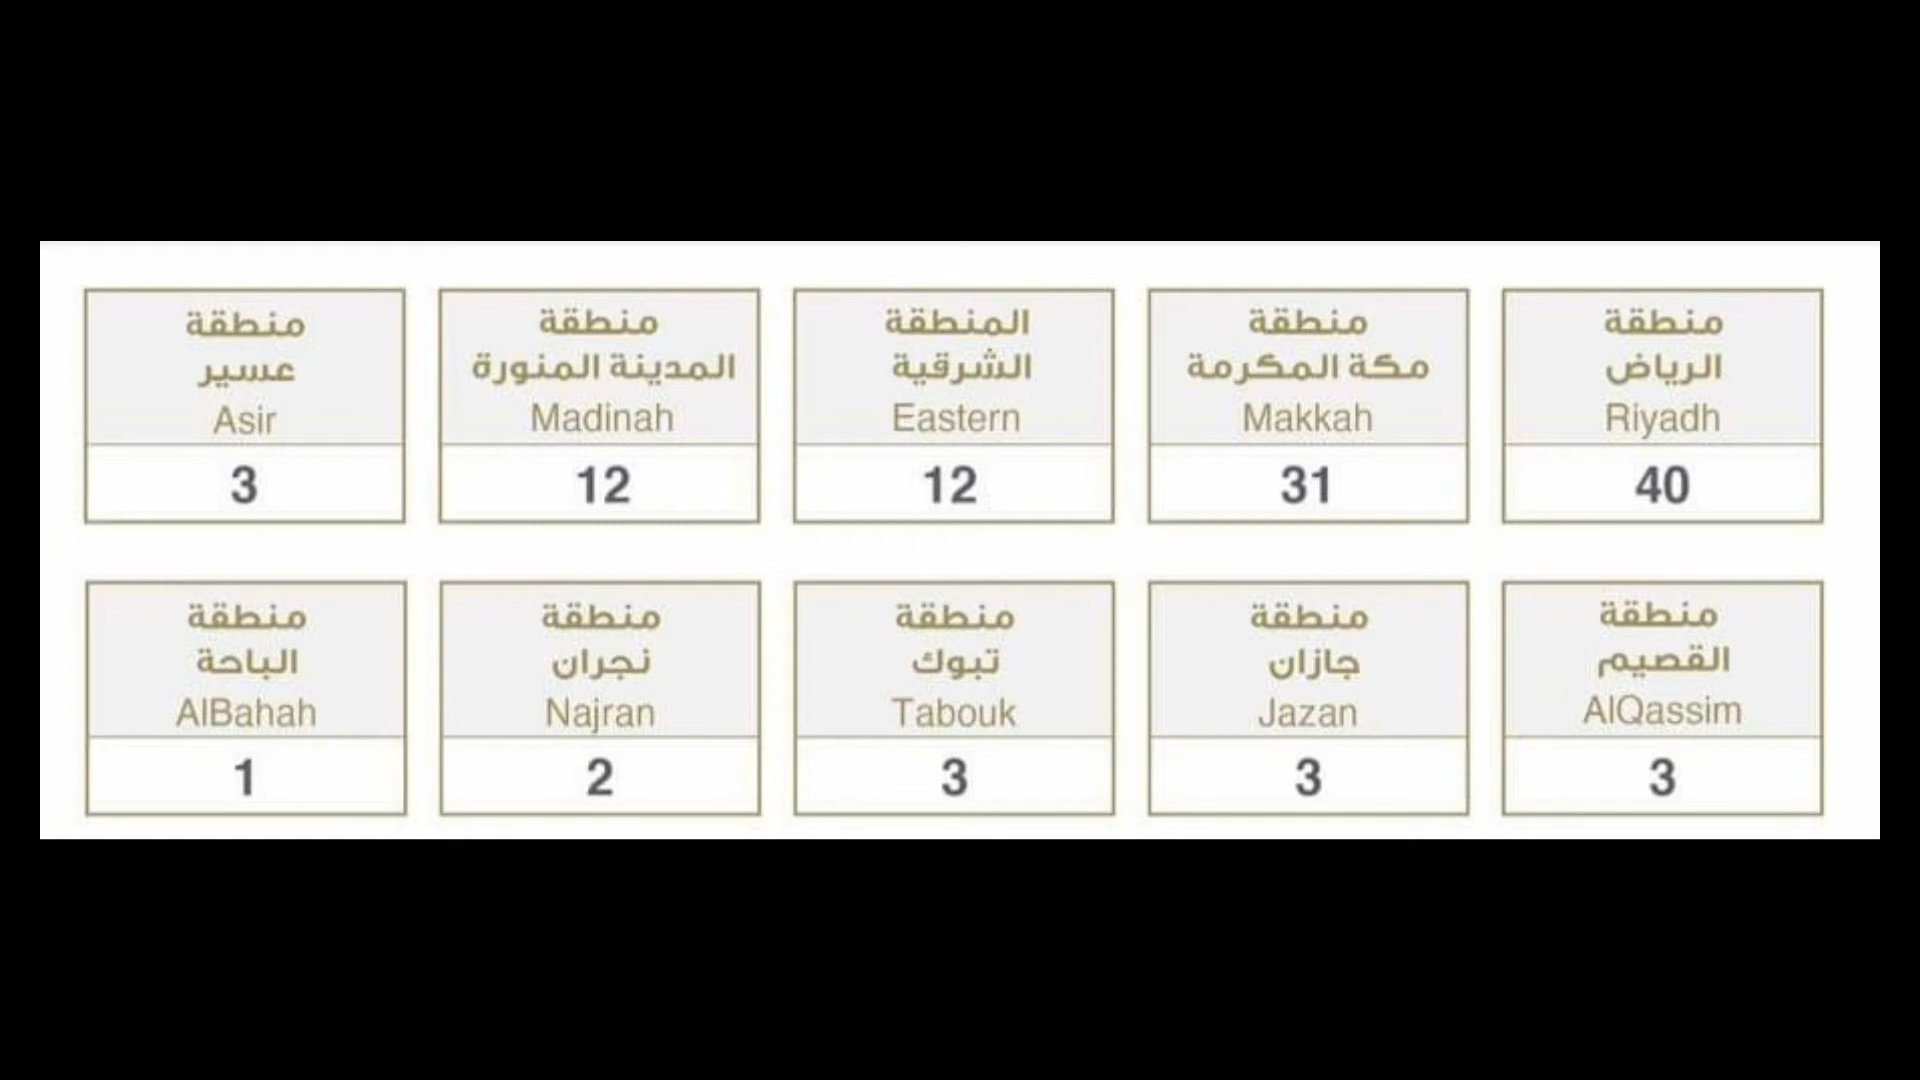 منطقة
الرياض
Riyadh
40
منطقة
مكة المكرمة
Makkah
31
المنطقة
الشرقية
Eastern
12
منطقة
المدينة المنورة
Madinah
12
منطقة
عسير
Asir
3
منطقة
القصيم
AlQassim
3
منطقة
جازان
Jazan
3
منطقة
تبوك
Tabouk
3
منطقة
نجران
Najran
2
منطقة
الباحة
AlBahah
1